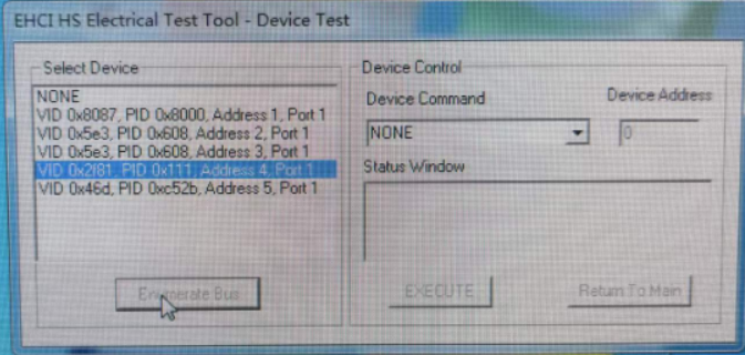 EHCI HS Electrical Test Tool - Device Test
Select Device
NONE
VID 0x8087, PID 0x8000, Address 1, Port 1
VID 0x5e3, PID 0x608, Address 2, Port 1
VID 0x5e3, PID 0x608, Address 3, Port 1
VID 0x2f81, PID 0x111, Address 4, Port 1
VID 0x46d, PID 0xc52b, Address 5, Port 1
Enumerate Bus
Device Control
Device Command
Device Address
NONE
0
Status Window
EXECUTE
Return To Main